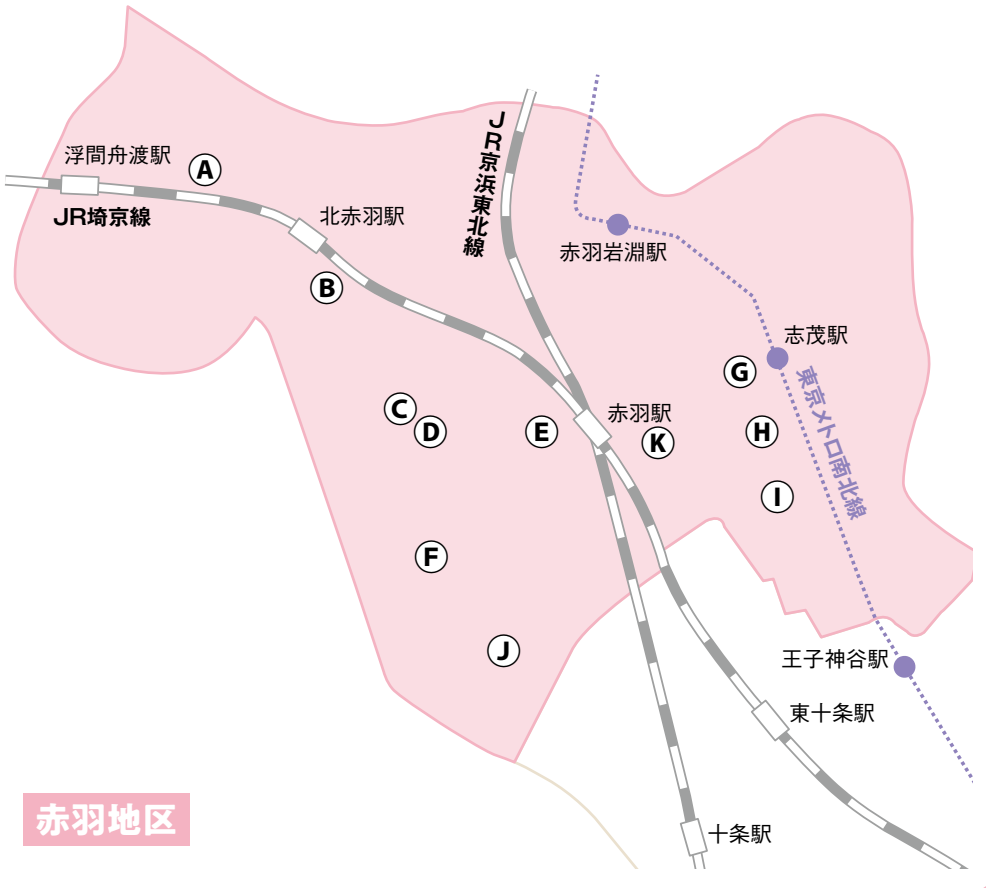 浮間舟渡駅
A
JR埼京線
北赤羽駅
B
JR京浜東北線
赤羽岩淵駅
志茂駅
G
東京メトロ南北線
C
D
E
赤羽駅
K
H
I
F
J
王子神谷駅
東十条駅
十条駅
赤羽地区